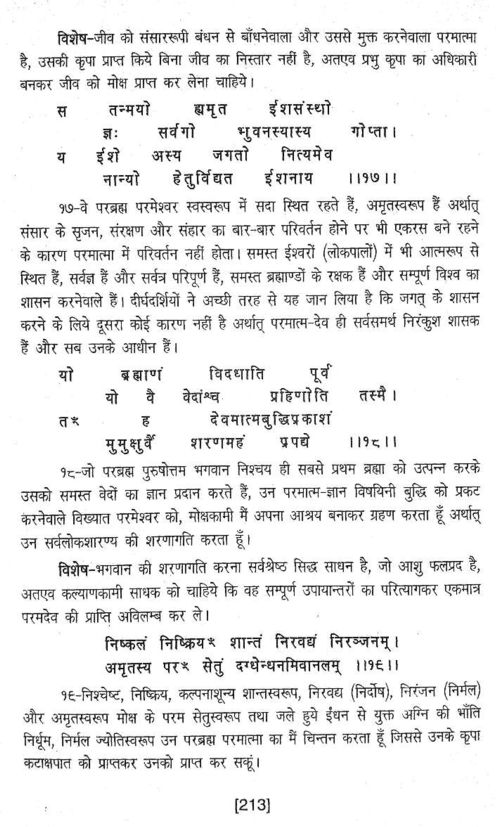 विशेष–जीव को संसाररूपी बंधन से बाँधनेवाला और उससे मुक्त करनेवाला परमात्मा
है, उसकी कृपा प्राप्त किये बिना जीव का निस्तार नहीं है, अतएव प्रभु कृपा का अधिकारी
बनकर जीव को मोक्ष प्राप्त कर लेना चाहिये।
स तन्मयो ह्यमृत ईशसंस्थो
ज्ञः सर्वगो भुवनस्यास्य गोप्ता।
य ईशे अस्य जगतो नित्यमेव
नान्यो हेतुर्विद्यत ईशनाय ।।१७।।
१७–वे परब्रह्म परमेश्वर स्वस्वरूप में सदा स्थित रहते हैं, अमृतस्वरूप हैं अर्थात्
संसार के सृजन, संरक्षण और संहार का बार-बार परिवर्तन होने पर भी एकरस बने रहने
के कारण परमात्मा में परिवर्तन नहीं होता। समस्त ईश्वरों (लोकपालों) में भी आत्मरूप से
स्थित हैं, सर्वज्ञ हैं और सर्वत्र परिपूर्ण हैं, समस्त ब्रह्माण्डों के रक्षक हैं और सम्पूर्ण विश्व का
शासन करनेवाले हैं। दीर्घदर्शियों ने अच्छी तरह से यह जान लिया है कि जगत् के शासन
करने के लिये दूसरा कोई कारण नहीं है अर्थात् परमात्म-देव ही सर्वसमर्थ निरंकुश शासक
हैं और सब उनके आधीन हैं।
यो ब्रह्माणं विदधाति पूर्वं
यो वै वेदांश्च प्रहिणोति तस्मै।
तꣳ ह देवमात्मबुद्धिप्रकाशं
मुमुक्षुर्वै शरणमहं प्रपद्ये ।।१८।।
१८–जो परब्रह्म पुरुषोत्तम भगवान निश्चय ही सबसे प्रथम ब्रह्मा को उत्पन्न करके
उसको समस्त वेदों का ज्ञान प्रदान करते हैं, उन परमात्म-ज्ञान विषयिनी बुद्धि को प्रकट
करनेवाले विख्यात परमेश्वर को, मोक्षकामी मैं अपना आश्रय बनाकर ग्रहण करता हूँ अर्थात्
उन सर्वलोकशारण्य की शरणागति करता हूँ।
विशेष–भगवान की शरणागति करना सर्वश्रेष्ठ सिद्ध साधन है, जो आशु फलप्रद है,
अतएव कल्याणकामी साधक को चाहिये कि वह सम्पूर्ण उपायान्तरों का परित्यागकर एकमात्र
परमदेव की प्राप्ति अविलम्ब कर ले।
निष्कलं निष्क्रियꣳ शान्तं निरवद्यं निरञ्जनम्।
अमृतस्य परꣳ सेतुं दग्धेन्धनमिवानलम् ।।१९।।
१९–निश्चेष्ट, निष्क्रिय, कल्पनाशून्य शान्तस्वरूप, निरवद्य (निर्दोष), निरंजन (निर्मल)
और अमृतस्वरूप मोक्ष के परम सेतुस्वरूप तथा जले हुये ईंधन से युक्त अग्नि की भाँति
निर्धूम, निर्मल ज्योतिस्वरूप उन परब्रह्म परमात्मा का मैं चिन्तन करता हूँ जिससे उनके कृपा
कटाक्षपात को प्राप्तकर उनको प्राप्त कर सकूं।
[213]